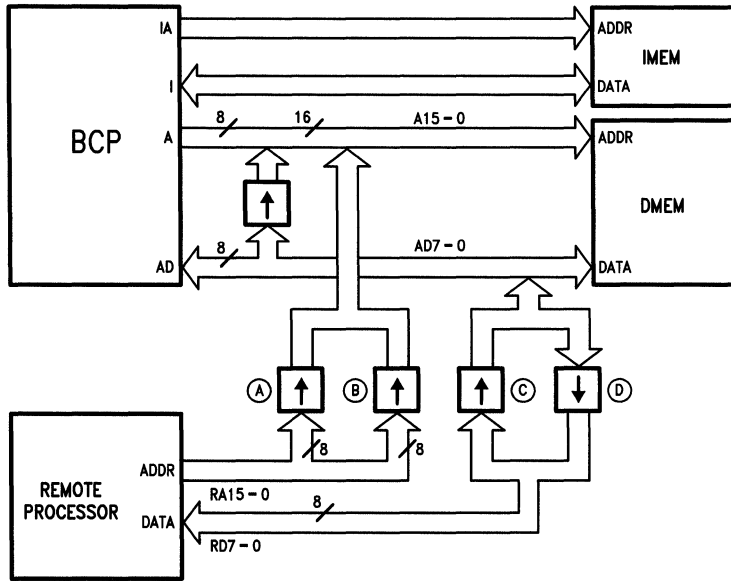 IA
ADDR
IMEM
I
DATA
BCP
A
8
16
A15-0
ADDR
DMEM
8
AD7-0
AD
DATA
A
B
C
D
8
8
ADDR
REMOTE
PROCESSOR
RA15-0
8
DATA
RD7-0